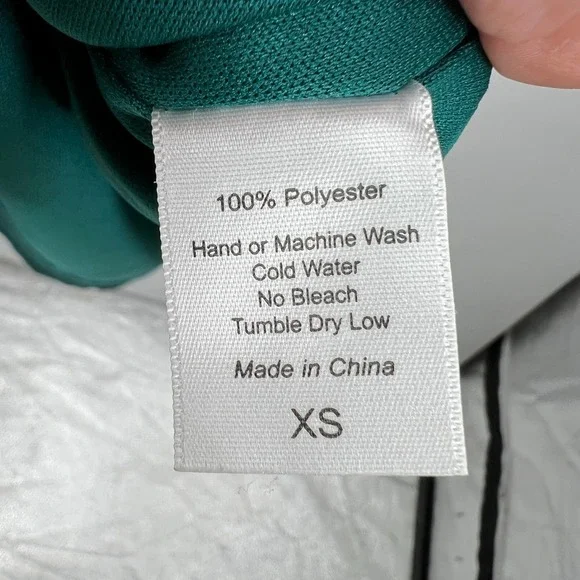 100% Polyester
Hand or Machine Wash
Cold Water
No Bleach
Tumble Dry Low
Made in China
XS